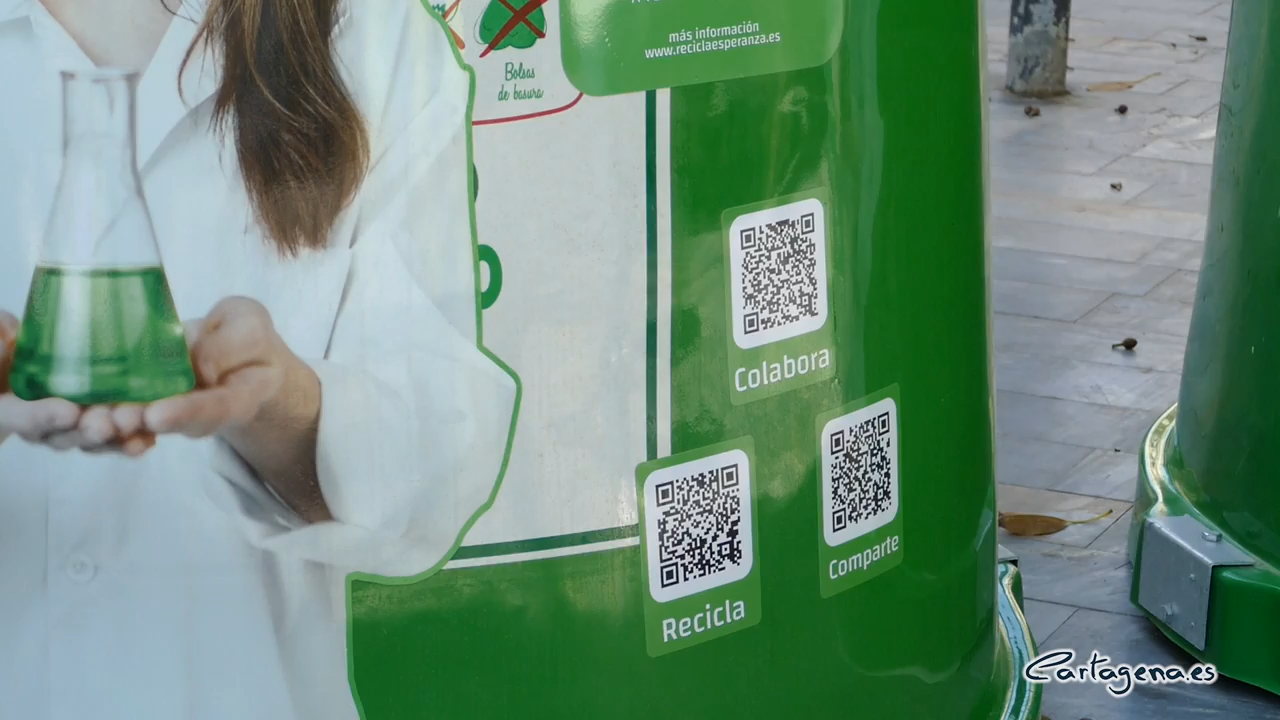 más información
www.reciclaesperanza.es
Bolsas
de basura
Colabora
Comparte
Recicla
Cartagena.es